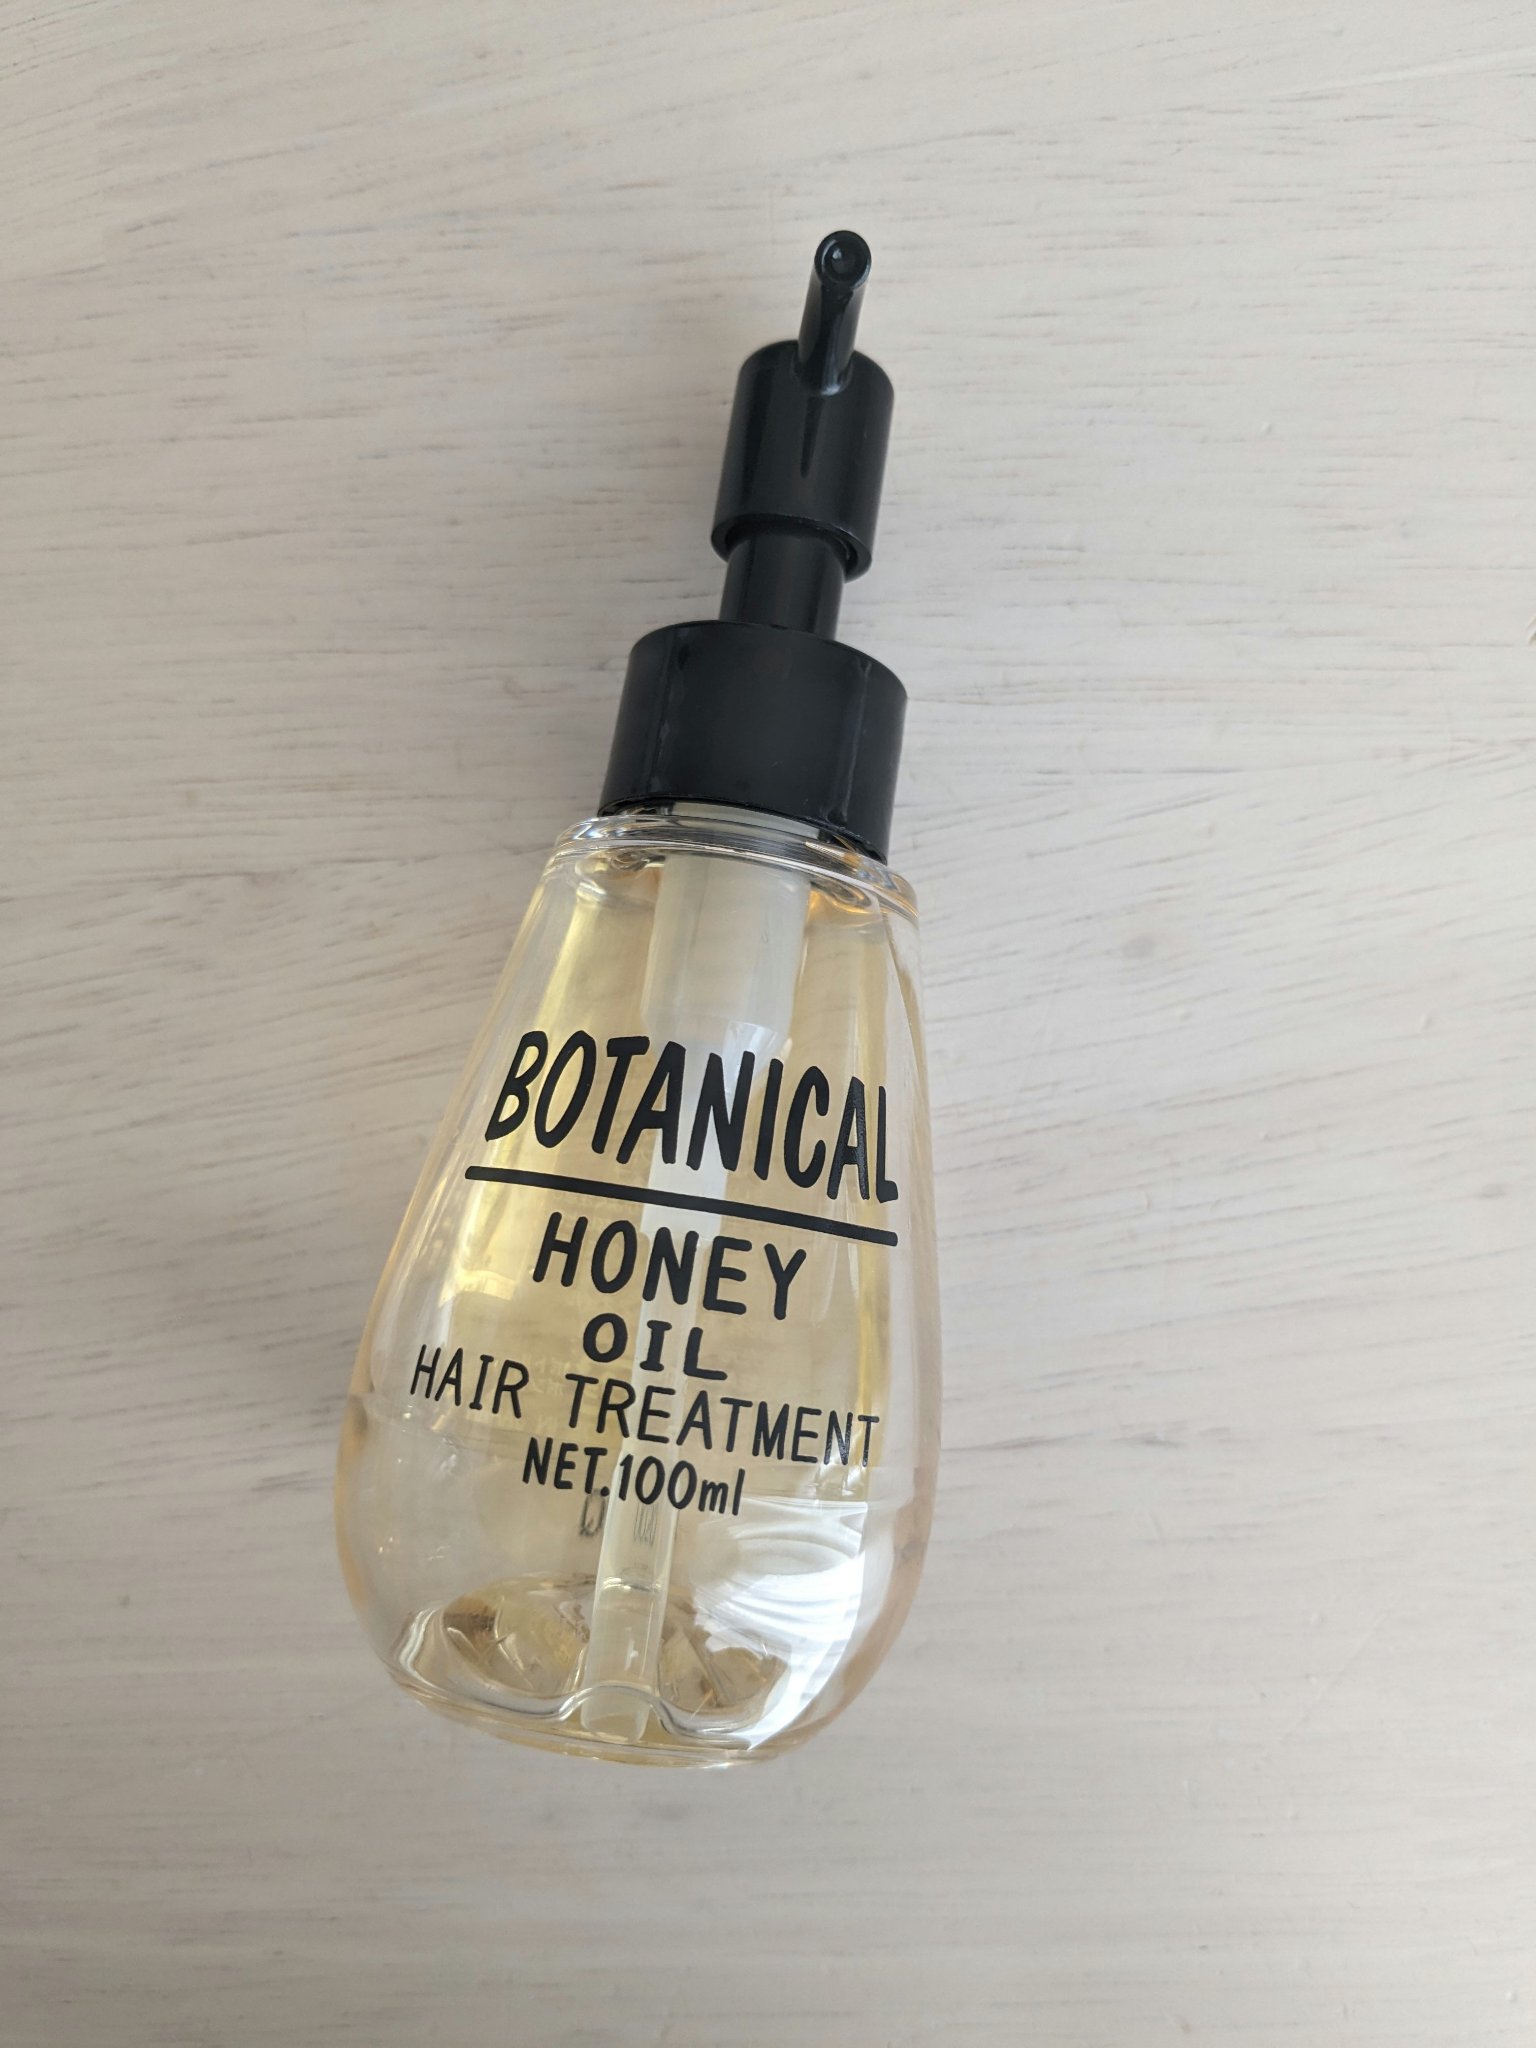 BOTANICAL
HONEY
OIL
HAIR TREATMENT
NET.100ml